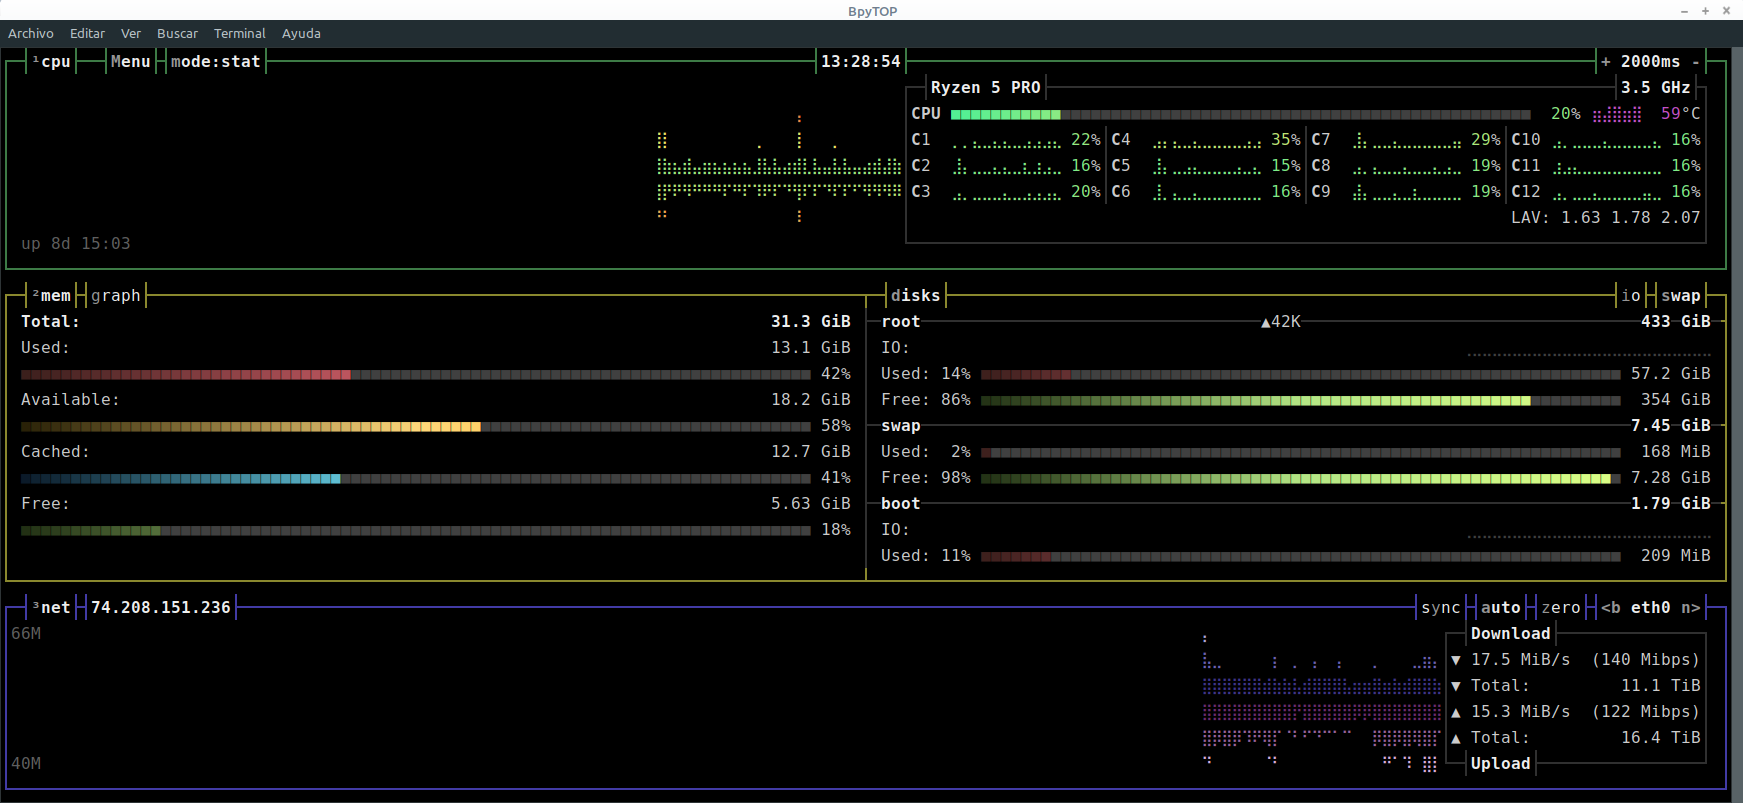 BpyTOP
Archivo Editar Ver Buscar Terminal Ayuda
¹cpu Menu mode:stat 13:28:54 + 2000ms -
Ryzen 5 PRO 3.5 GHz
CPU 20% 59°C
C1 22% C4 35% C7 29% C10 16%
C2 16% C5 15% C8 19% C11 16%
C3 20% C6 16% C9 19% C12 16%
LAV: 1.63 1.78 2.07
up 8d 15:03
²mem graph disks io swap
Total: 31.3 GiB root ▲42K 433 GiB
Used: 13.1 GiB IO:
42% Used: 14% 57.2 GiB
Available: 18.2 GiB Free: 86% 354 GiB
58% swap 7.45 GiB
Cached: 12.7 GiB Used: 2% 168 MiB
41% Free: 98% 7.28 GiB
Free: 5.63 GiB boot 1.79 GiB
18% IO:
Used: 11% 209 MiB
³net 74.208.151.236 sync auto zero <b eth0 n>
66M Download
▼ 17.5 MiB/s (140 Mibps)
▼ Total: 11.1 TiB
▲ 15.3 MiB/s (122 Mibps)
▲ Total: 16.4 TiB
40M Upload